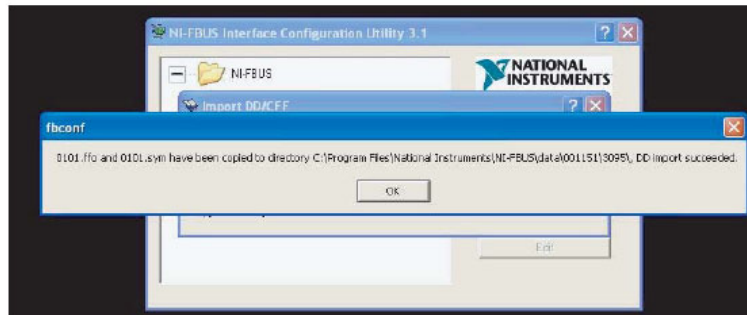 NI-FBUS Interface Configuration Utility 3.1
NI-FBUS
NATIONAL
INSTRUMENTS
Import DD/CFF
fbconf
0101.ffo and 0101.sym have been copied to directory C:\Program Files\National Instruments\NI-FBUS\data\001151\3095\, DD import succeeded.
OK
Edit